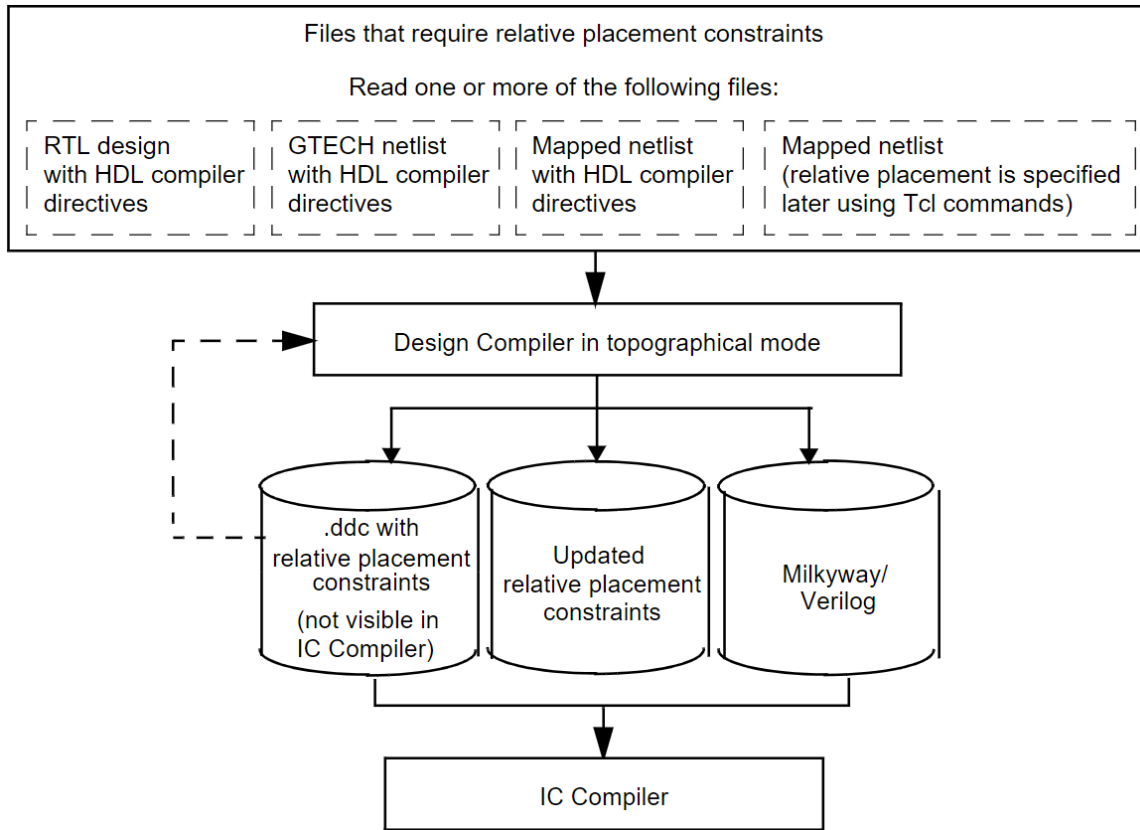 Files that require relative placement constraints
Read one or more of the following files:
RTL design
with HDL compiler
directives
GTECH netlist
with HDL compiler
directives
Mapped netlist
with HDL compiler
directives
Mapped netlist
(relative placement is specified
later using Tcl commands)
Design Compiler in topographical mode
.ddc with
relative placement
constraints
(not visible in
IC Compiler)
Updated
relative placement
constraints
Milkyway/
Verilog
IC Compiler